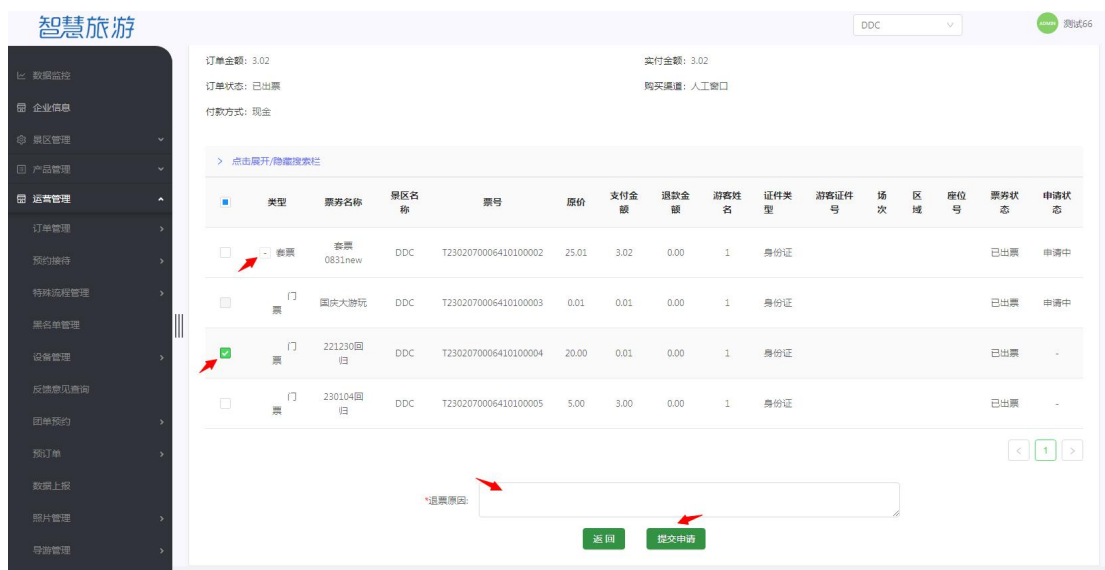 智慧旅游
DDC
ADMIN
测试66
数据监控
企业信息
景区管理
产品管理
运营管理
订单管理
预约接待
特殊流程管理
黑名单管理
设备管理
反馈意见查询
团单预约
预订单
数据上报
照片管理
导游管理
订单金额: 3.02
实付金额: 3.02
订单状态: 已出票
购买渠道: 人工窗口
付款方式: 现金
> 点击展开/隐藏搜索栏
类型 票券名称 景区名称 票号 原价 支付金额 退款金额 游客姓名 证件类型 游客证件号 场次 区域 座位号 票券状态 申请状态
- 套票 套票0831new DDC T2302070006410100002 25.01 3.02 0.00 1 身份证 已出票 申请中
门票 国庆大游玩 DDC T2302070006410100003 0.01 0.01 0.00 1 身份证 已出票 申请中
门票 221230回归 DDC T2302070006410100004 20.00 0.01 0.00 1 身份证 已出票 -
门票 230104回归 DDC T2302070006410100005 5.00 3.00 0.00 1 身份证 已出票 -
< 1 >
*退票原因:
返回 提交申请